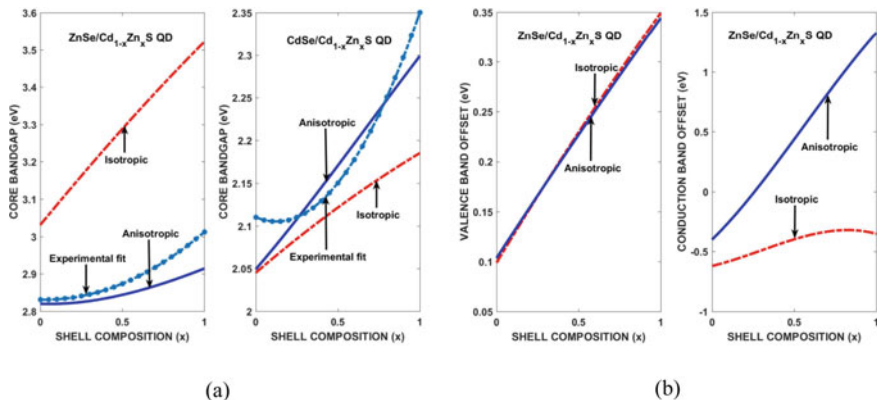 ZnSe/Cd1-xZnxS QD
CORE BANDGAP (eV)
3.6
3.5
3.4
3.3
3.2
3.1
3
2.9
2.8
Isotropic
Anisotropic
Experimental fit
0
0.5
1
SHELL COMPOSITION (x)
CdSe/Cd1-xZnxS QD
CORE BANDGAP (eV)
2.35
2.3
2.25
2.2
2.15
2.1
2.05
2
Anisotropic
Isotropic
Experimental fit
0
0.5
1
SHELL COMPOSITION (x)
(a)
ZnSe/Cd1-xZnxS QD
VALENCE BAND OFFSET (eV)
0.35
0.3
0.25
0.2
0.15
0.1
0.05
Isotropic
Anisotropic
0
0.5
1
SHELL COMPOSITION (x)
ZnSe/Cd1-xZnxS QD
CONDUCTION BAND OFFSET (eV)
1.5
1
0.5
0
-0.5
-1
Anisotropic
Isotropic
0
0.5
1
SHELL COMPOSITION (x)
(b)